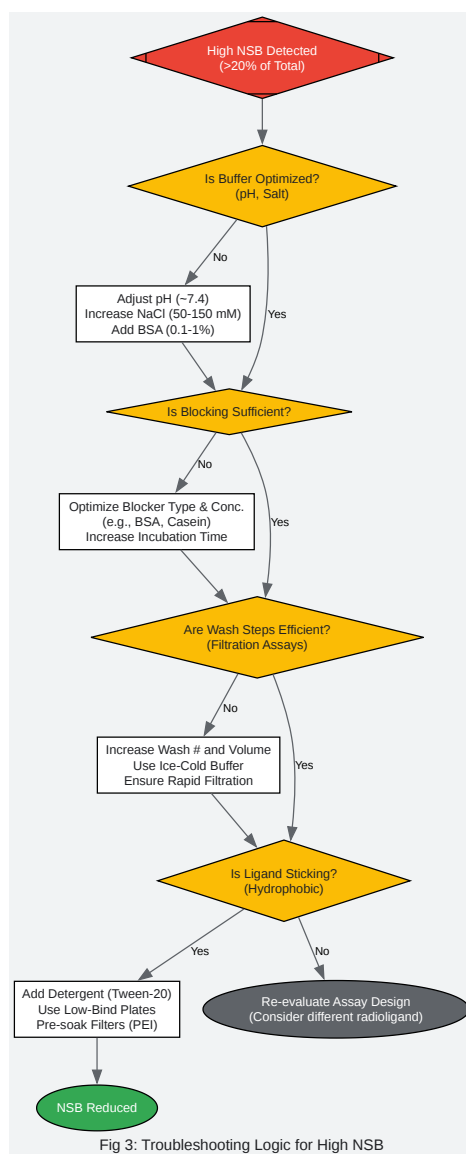 High NSB Detected
(>20% of Total)
Is Buffer Optimized?
(pH, Salt)
No
Yes
Adjust pH (~7.4)
Increase NaCl (50-150 mM)
Add BSA (0.1-1%)
Is Blocking Sufficient?
No
Yes
Optimize Blocker Type & Conc.
(e.g., BSA, Casein)
Increase Incubation Time
Are Wash Steps Efficient?
(Filtration Assays)
No
Yes
Increase Wash # and Volume
Use Ice-Cold Buffer
Ensure Rapid Filtration
Is Ligand Sticking?
(Hydrophobic)
Yes
No
Add Detergent (Tween-20)
Use Low-Bind Plates
Pre-soak Filters (PEI)
Re-evaluate Assay Design
(Consider different radioligand)
NSB Reduced
Fig 3: Troubleshooting Logic for High NSB